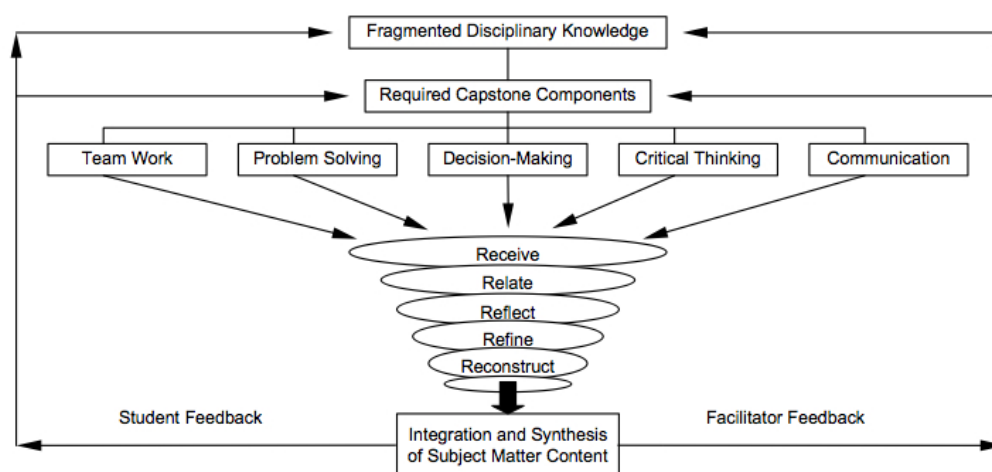 Fragmented Disciplinary Knowledge
Required Capstone Components
Team Work
Problem Solving
Decision-Making
Critical Thinking
Communication
Receive
Relate
Reflect
Refine
Reconstruct
Student Feedback
Facilitator Feedback
Integration and Synthesis
of Subject Matter Content